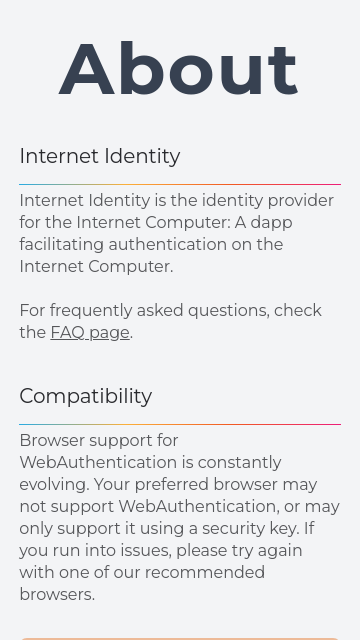 About
Internet Identity
Internet Identity is the identity provider
for the Internet Computer: A dapp
facilitating authentication on the
Internet Computer.
For frequently asked questions, check
the FAQ page.
Compatibility
Browser support for
WebAuthentication is constantly
evolving. Your preferred browser may
not support WebAuthentication, or may
only support it using a security key. If
you run into issues, please try again
with one of our recommended
browsers.